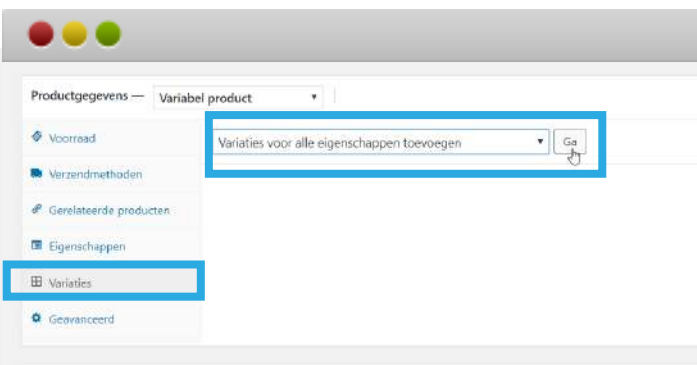 Productgegevens — Variabel product
Voorraad
Variaties voor alle eigenschappen toevoegen Ga
Verzendmethoden
Gerelateerde producten
Eigenschappen
Variaties
Geavanceerd